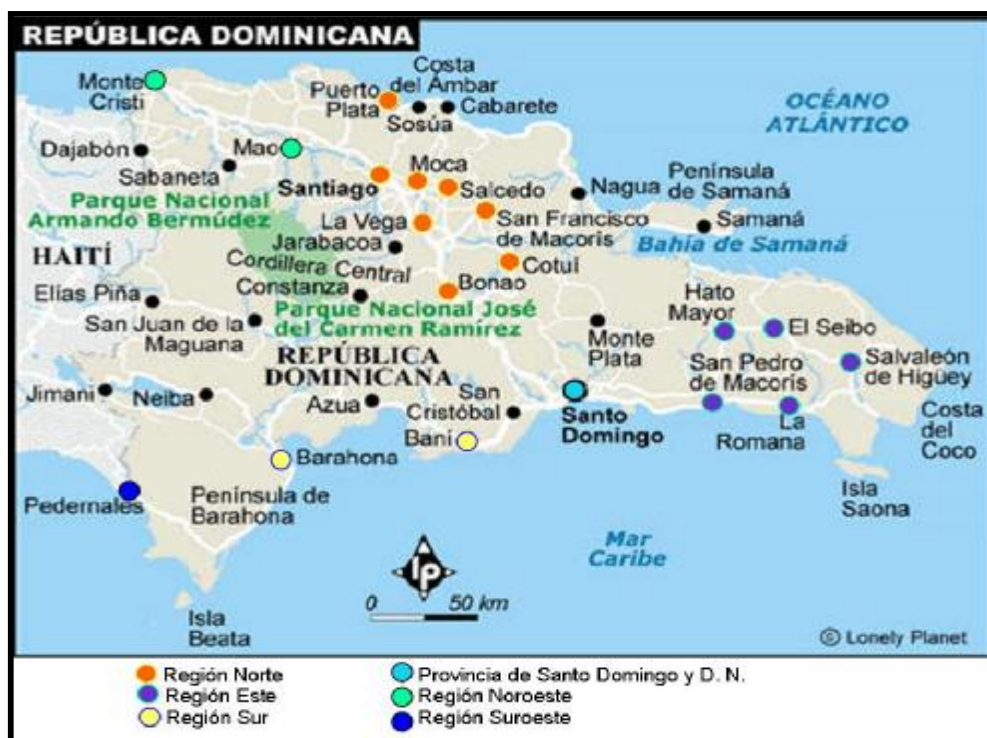 REPÚBLICA DOMINICANA
Monte
Cristi
Puerto
Plata
Costa
del Ámbar
Sosúa
Cabarete
OCÉANO
ATLÁNTICO
Dajabón
Mao
Sabaneta
Santiago
Moca
Salcedo
Nagua
Península
de Samaná
Samaná
Bahia de Samaná
Parque Nacional
Armando Bermúdez
La Vega
San Francisco
de Macorís
HAITÍ
Jarabacoa
Cordillera Central
Cotuí
Constanza
Bonao
Elías Piña
Parque Nacional José
del Carmen Ramírez
San Juan de la
Maguana
Hato
Mayor
El Seibo
Monte
Plata
REPÚBLICA
DOMINICANA
San Pedro
de Macorís
Salvaleón
de Higüey
Jimani
Neiba
Azua
San
Cristóbal
Santo
Domingo
La
Romana
Costa
del
Coco
Baní
Barahona
Pedernales
Península de
Barahona
Isla
Saona
Mar
Caribe
lp
0 50 km
Isla
Beata
© Lonely Planet
Región Norte
Provincia de Santo Domingo y D. N.
Región Este
Región Noroeste
Región Sur
Región Suroeste